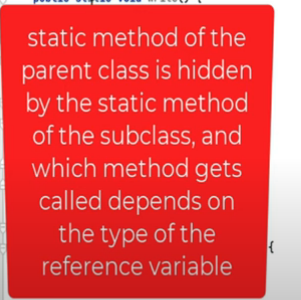 public static void write() {
static method of the
parent class is hidden
by the static method
of the subclass, and
which method gets
called depends on
the type of the
reference variable
{